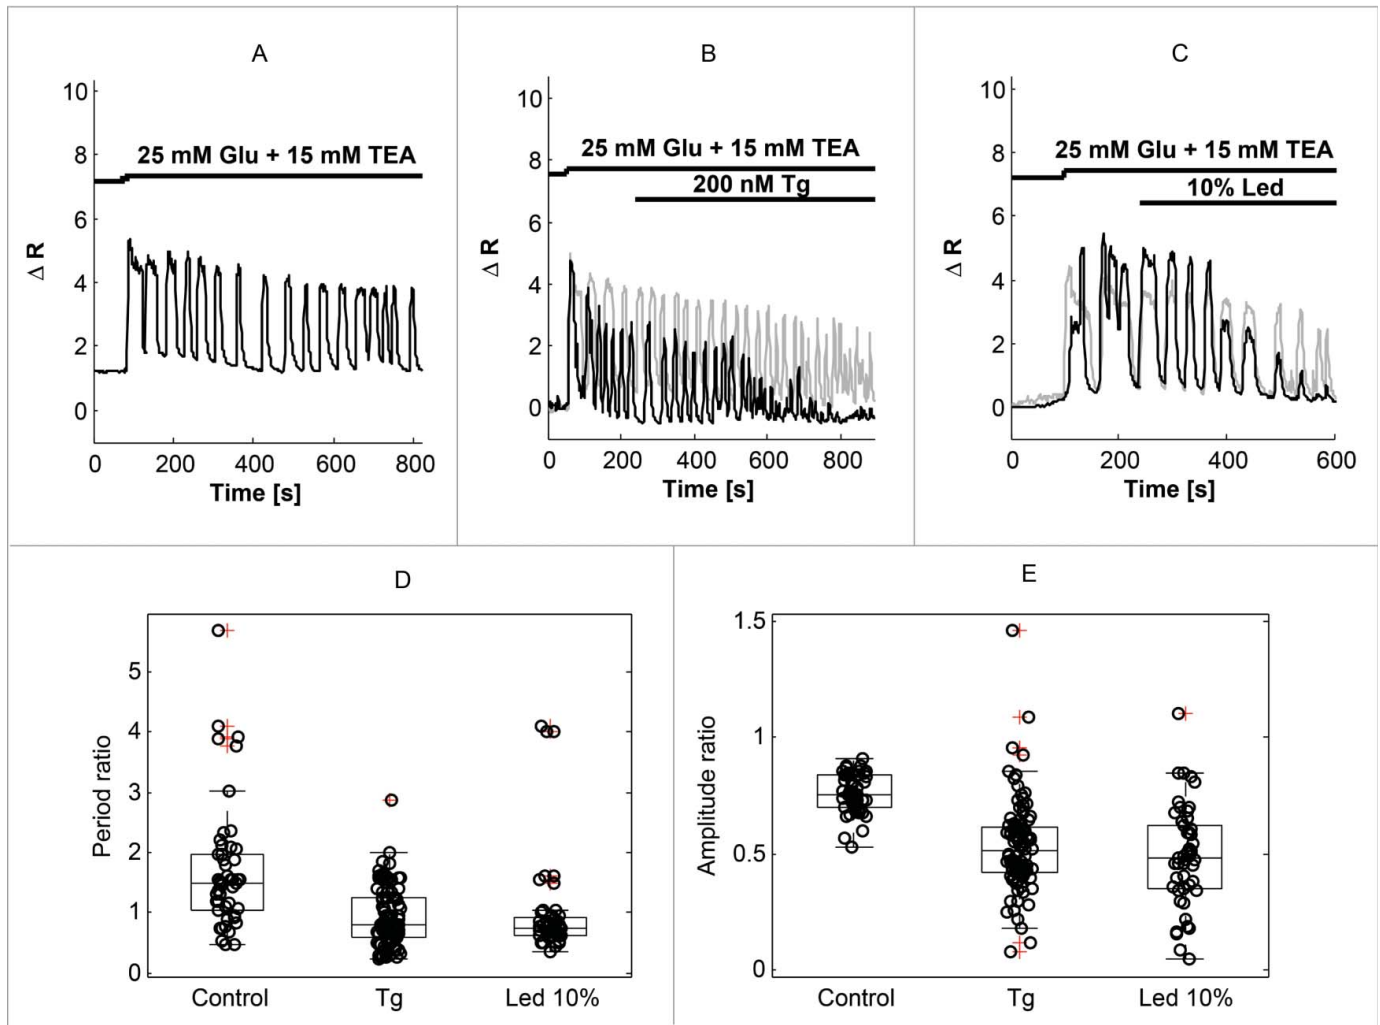 A
10
8
6
4
2
0
Δ R
25 mM Glu + 15 mM TEA
0 200 400 600 800
Time [s]
B
10
8
6
4
2
0
Δ R
25 mM Glu + 15 mM TEA
200 nM Tg
0 200 400 600 800
Time [s]
C
10
8
6
4
2
0
Δ R
25 mM Glu + 15 mM TEA
10% Led
0 200 400 600
Time [s]
D
5
4
3
2
1
0
Period ratio
Control Tg Led 10%
E
1.5
1
0.5
0
Amplitude ratio
Control Tg Led 10%